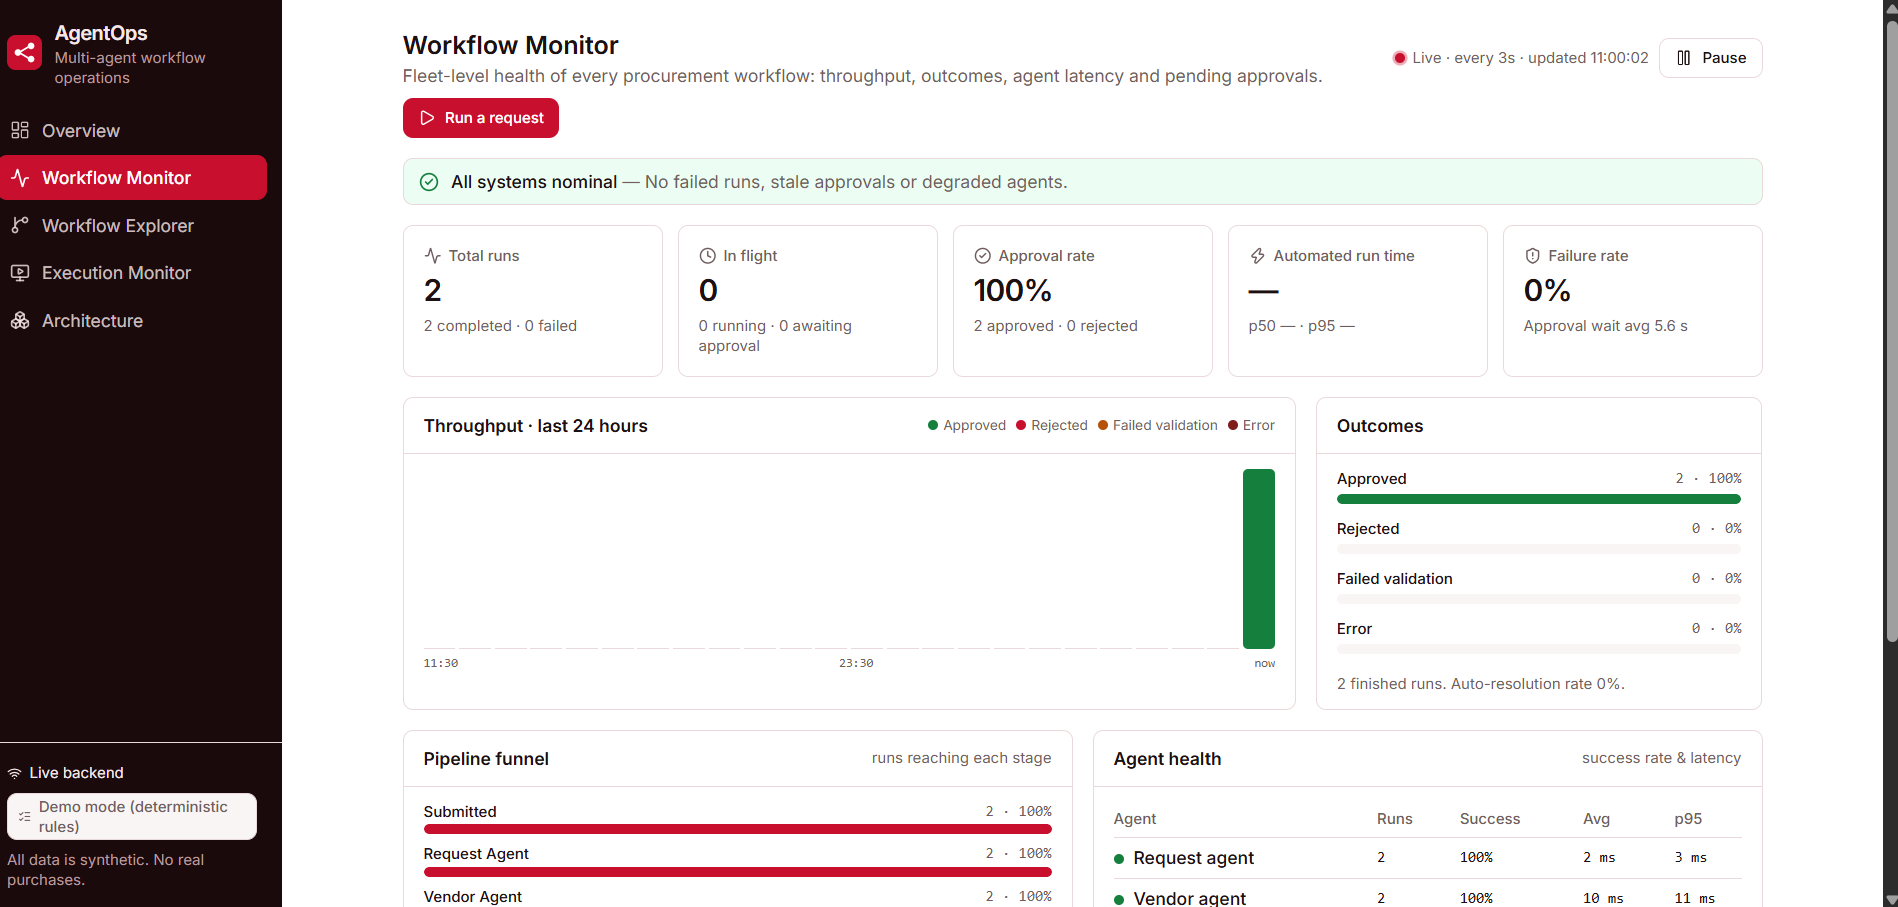 AgentOps
Multi-agent workflow
operations
Overview
Workflow Monitor
Workflow Explorer
Execution Monitor
Architecture
Live backend
Demo mode (deterministic
rules)
All data is synthetic. No real
purchases.
Workflow Monitor
Fleet-level health of every procurement workflow: throughput, outcomes, agent latency and pending approvals.
Live · every 3s · updated 11:00:02
Pause
Run a request
All systems nominal — No failed runs, stale approvals or degraded agents.
Total runs
2
2 completed · 0 failed
In flight
0
0 running · 0 awaiting
approval
Approval rate
100%
2 approved · 0 rejected
Automated run time
—
p50 — · p95 —
Failure rate
0%
Approval wait avg 5.6 s
Throughput · last 24 hours
Approved Rejected Failed validation Error
11:30 23:30 now
Outcomes
Approved 2 · 100%
Rejected 0 · 0%
Failed validation 0 · 0%
Error 0 · 0%
2 finished runs. Auto-resolution rate 0%.
Pipeline funnel runs reaching each stage
Submitted 2 · 100%
Request Agent 2 · 100%
Vendor Agent 2 · 100%
Agent health success rate & latency
Agent Runs Success Avg p95
Request agent 2 100% 2 ms 3 ms
Vendor agent 2 100% 10 ms 11 ms